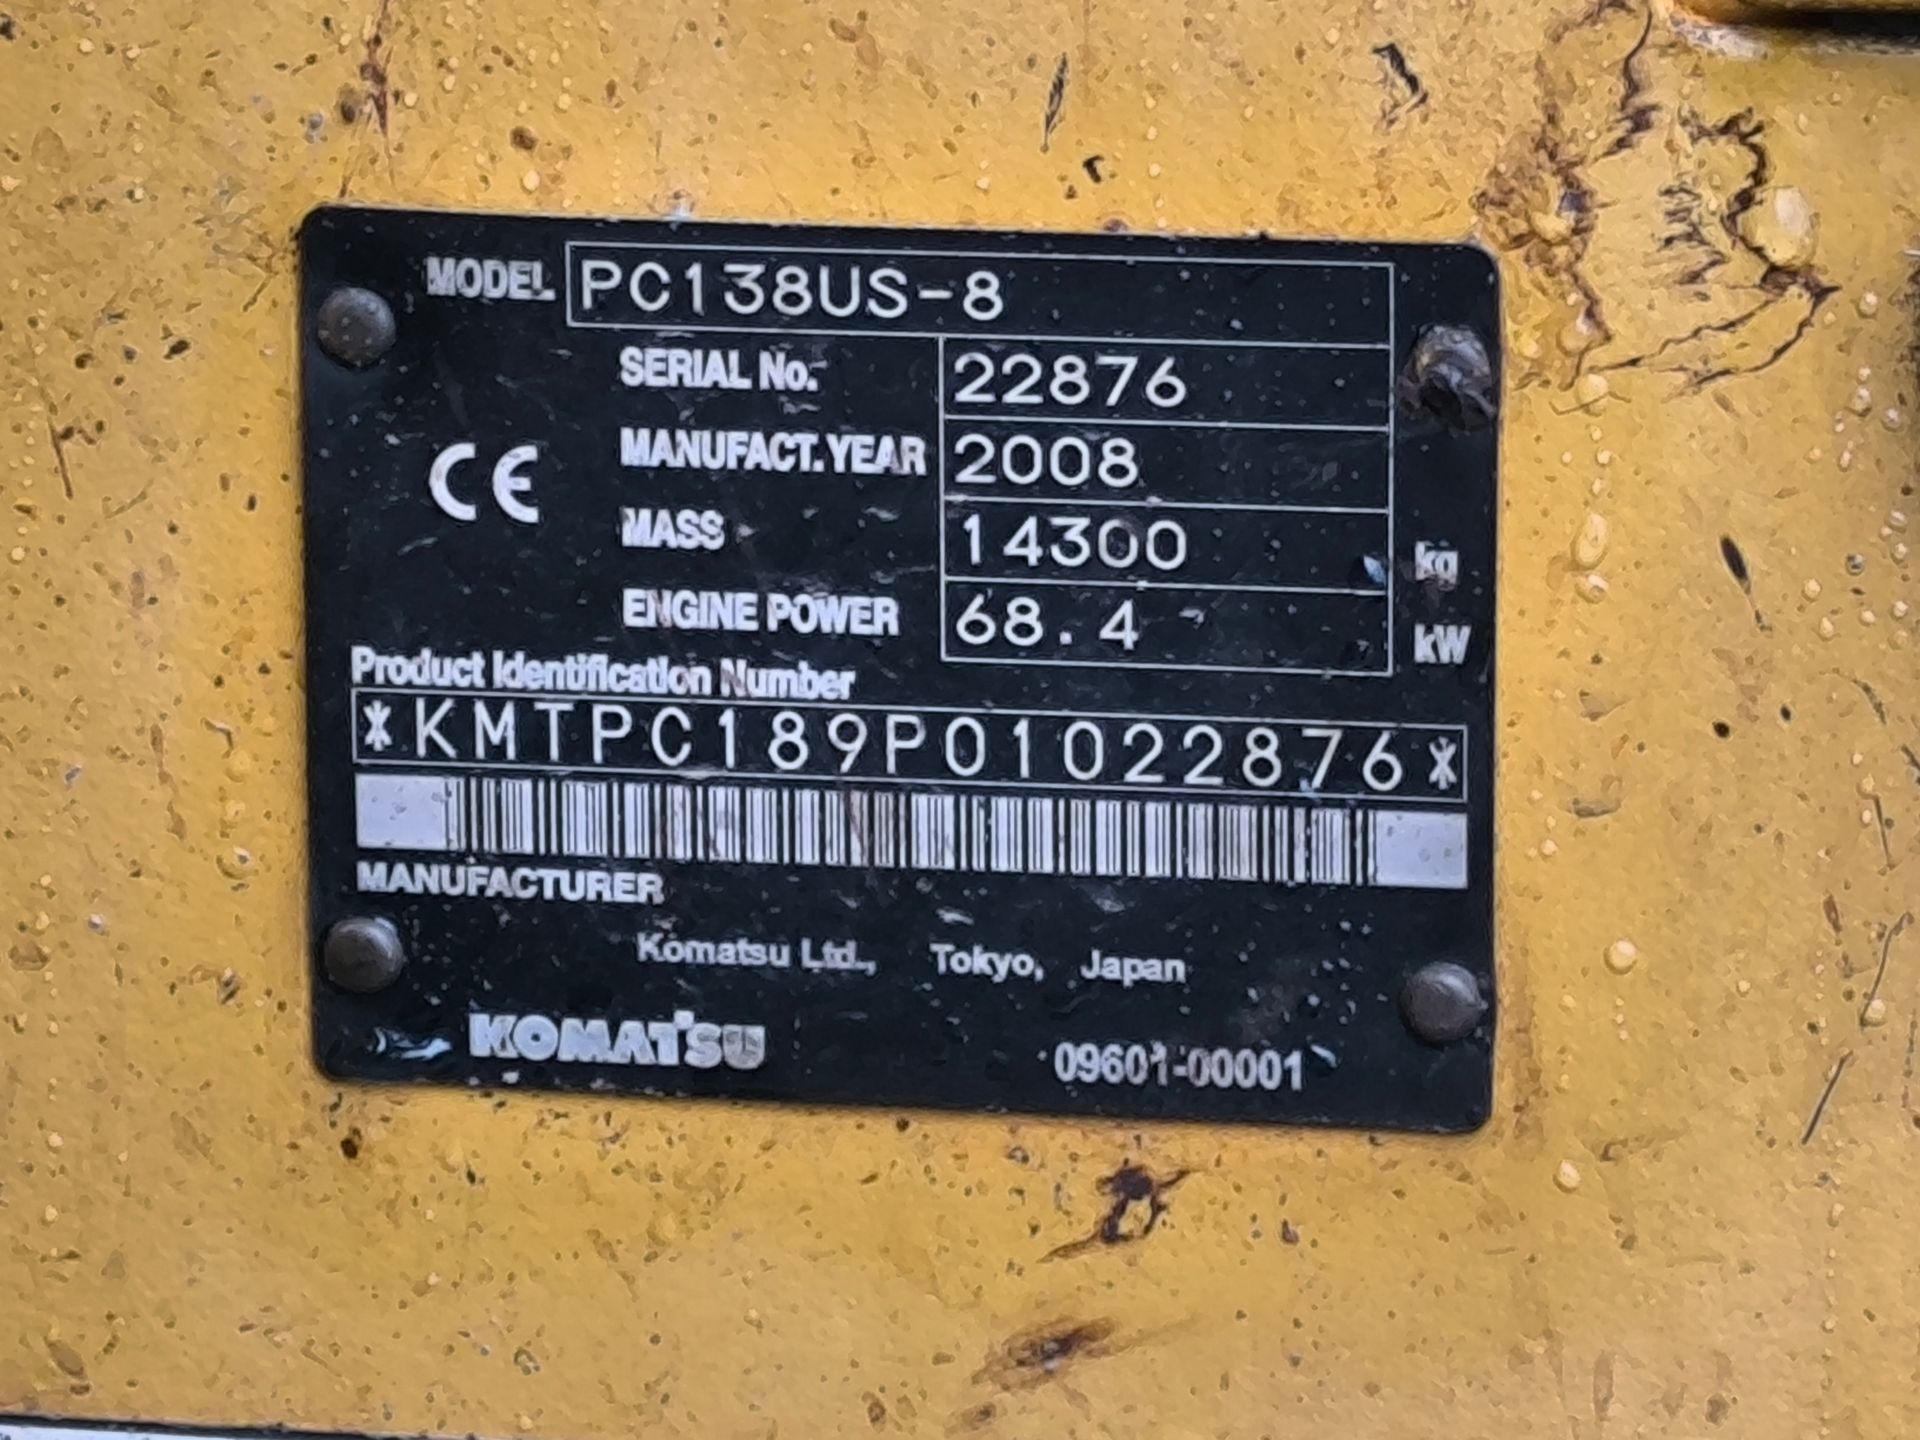 MODEL PC138US-8
SERIAL No. 22876
CE MANUFACT.YEAR 2008
MASS 14300 kg
ENGINE POWER 68.4 kW
Product Identification Number
*KMTPC189P01022876*
MANUFACTURER
Komatsu Ltd., Tokyo, Japan
KOMATSU 09601-00001